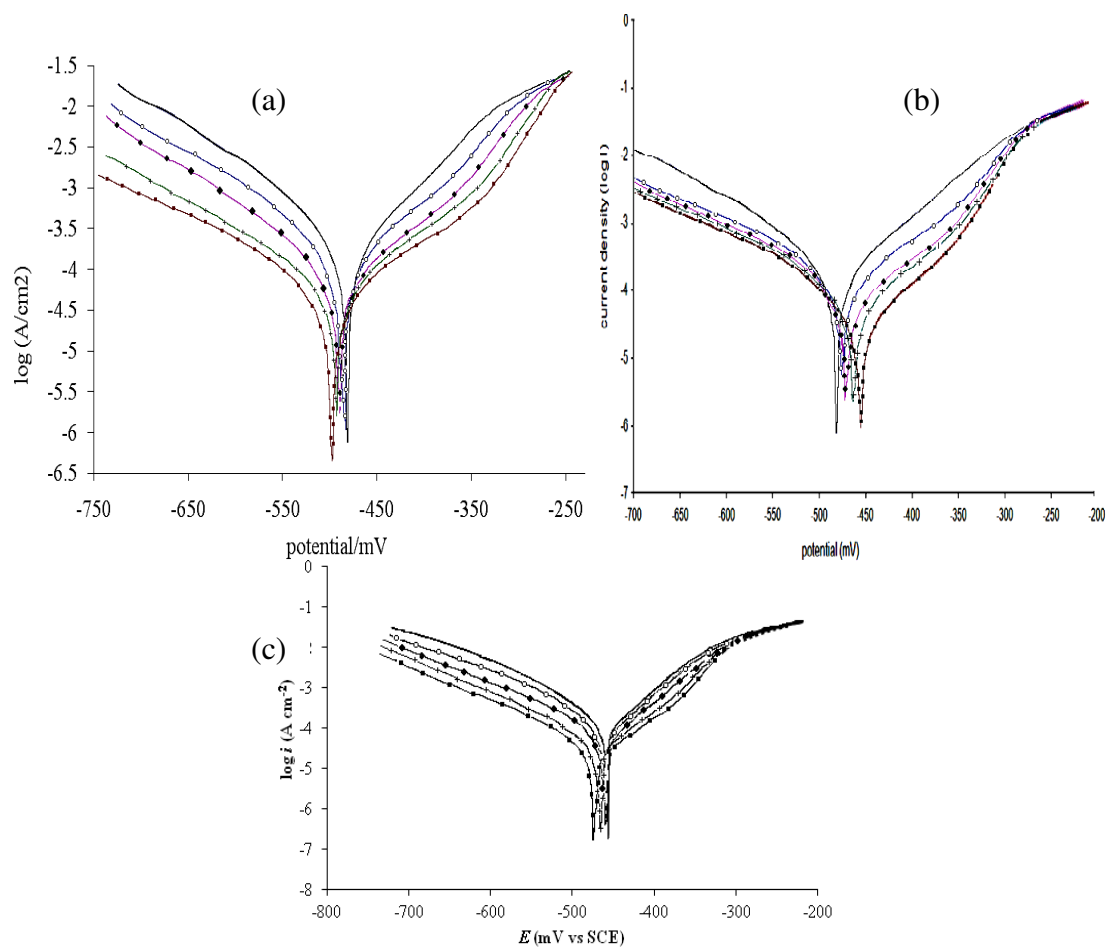 (a)
-1.5
-2
-2.5
-3
-3.5
-4
-4.5
-5
-5.5
-6
-6.5
log (A/cm2)
-750 -650 -550 -450 -350 -250
potential/mV
(b)
0
-1
-2
-3
-4
-5
-6
-7
current density (log I)
-700 -650 -600 -550 -500 -450 -400 -350 -300 -250 -200
potential (mV)
(c)
0
-1
-1
-3
-4
-5
-6
-7
-8
log i (A cm-2)
-800 -700 -600 -500 -400 -300 -200
E (mV vs SCE)